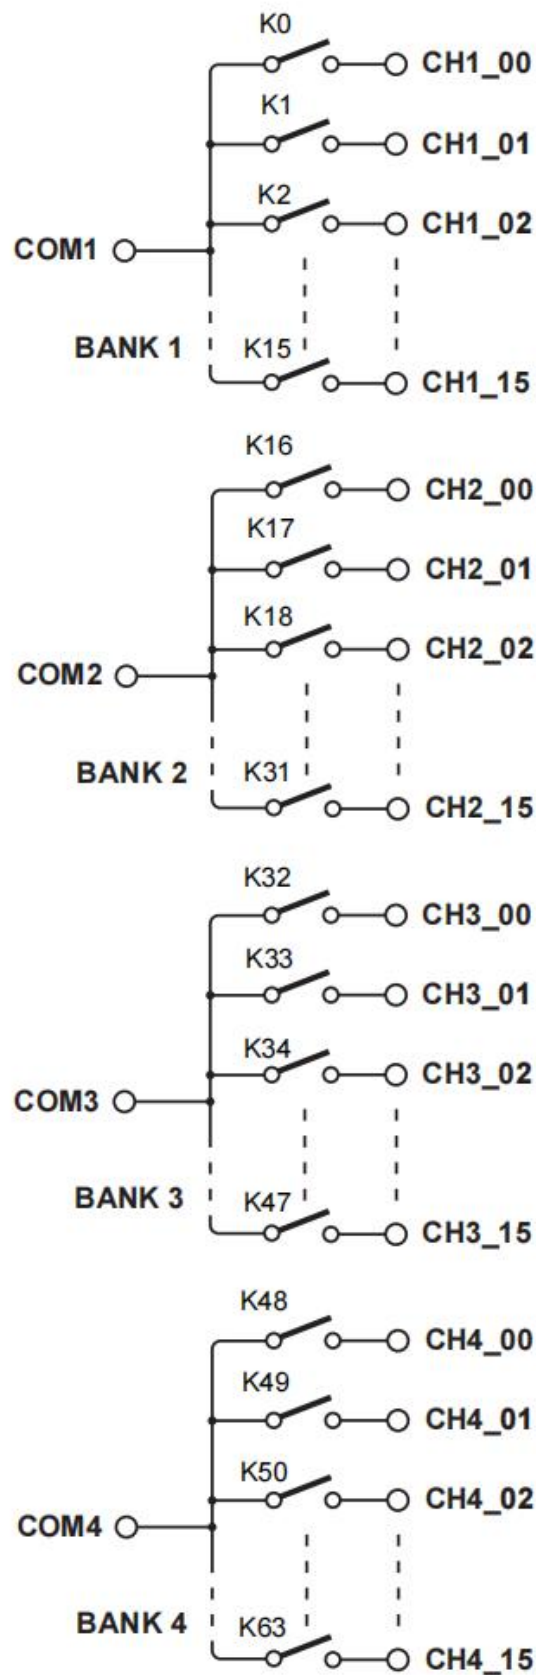 K0
CH1_00
K1
CH1_01
K2
CH1_02
COM1
BANK 1
K15
CH1_15
K16
CH2_00
K17
CH2_01
K18
CH2_02
COM2
BANK 2
K31
CH2_15
K32
CH3_00
K33
CH3_01
K34
CH3_02
COM3
BANK 3
K47
CH3_15
K48
CH4_00
K49
CH4_01
K50
CH4_02
COM4
BANK 4
K63
CH4_15